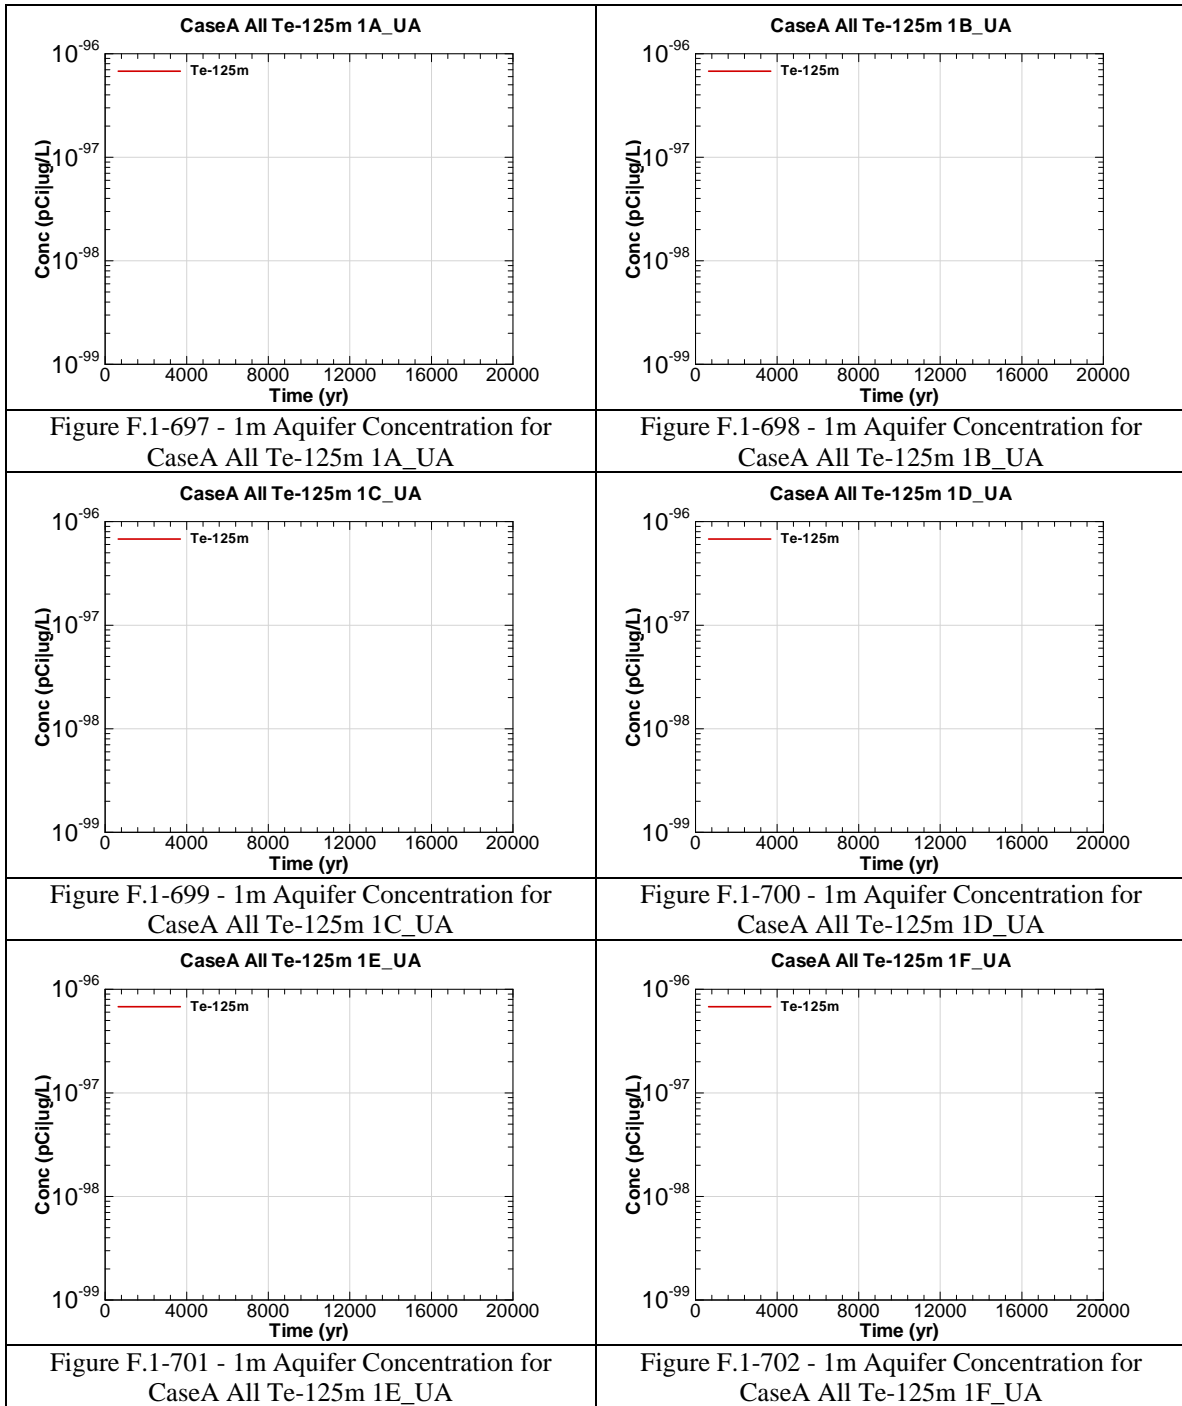 CaseA All Te-125m 1A_UA
Te-125m
Conc (pCi|ug/L)
10-96
10-97
10-98
10-99
0 4000 8000 12000 16000 20000
Time (yr)
Figure F.1-697 - 1m Aquifer Concentration for
CaseA All Te-125m 1A_UA
CaseA All Te-125m 1B_UA
Te-125m
Conc (pCi|ug/L)
10-96
10-97
10-98
10-99
0 4000 8000 12000 16000 20000
Time (yr)
Figure F.1-698 - 1m Aquifer Concentration for
CaseA All Te-125m 1B_UA
CaseA All Te-125m 1C_UA
Te-125m
Conc (pCi|ug/L)
10-96
10-97
10-98
10-99
0 4000 8000 12000 16000 20000
Time (yr)
Figure F.1-699 - 1m Aquifer Concentration for
CaseA All Te-125m 1C_UA
CaseA All Te-125m 1D_UA
Te-125m
Conc (pCi|ug/L)
10-96
10-97
10-98
10-99
0 4000 8000 12000 16000 20000
Time (yr)
Figure F.1-700 - 1m Aquifer Concentration for
CaseA All Te-125m 1D_UA
CaseA All Te-125m 1E_UA
Te-125m
Conc (pCi|ug/L)
10-96
10-97
10-98
10-99
0 4000 8000 12000 16000 20000
Time (yr)
Figure F.1-701 - 1m Aquifer Concentration for
CaseA All Te-125m 1E_UA
CaseA All Te-125m 1F_UA
Te-125m
Conc (pCi|ug/L)
10-96
10-97
10-98
10-99
0 4000 8000 12000 16000 20000
Time (yr)
Figure F.1-702 - 1m Aquifer Concentration for
CaseA All Te-125m 1F_UA